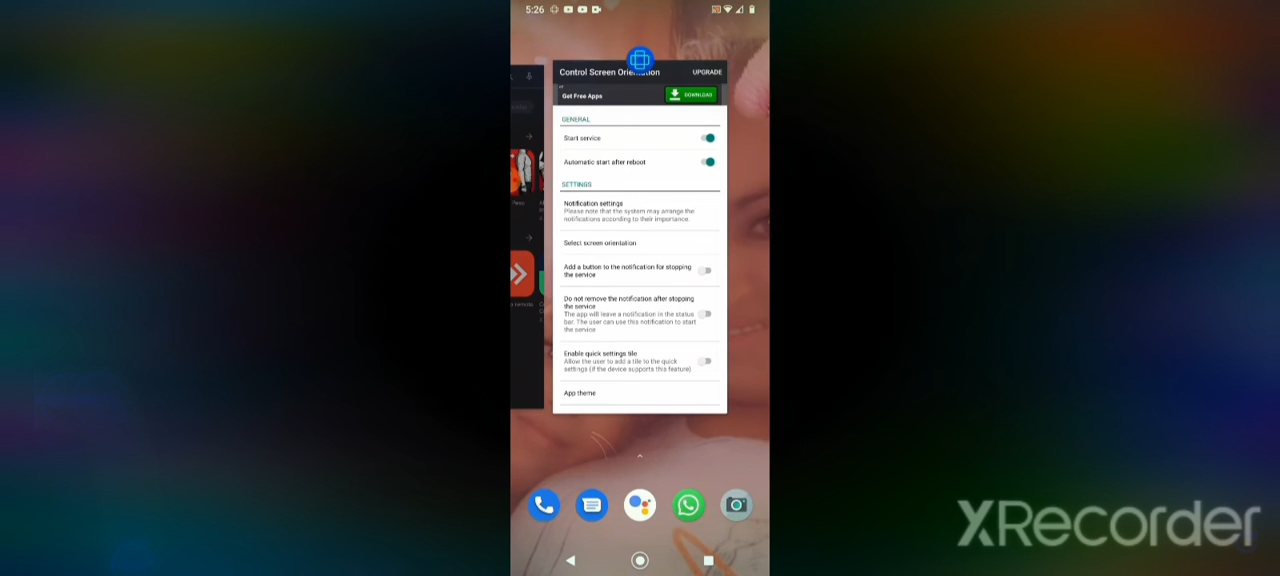 5:26
Control Screen Orie
tion
UPGRADE
Get Free Apps
DOWNLOAD
GENERAL
Start service
Automatic start after reboot
SETTINGS
Notification settings
Please note that the system may arrange the
notifications according to their importance.
Select screen orientation
Add a button to the notification for stopping
the service
Do not remove the notification after stopping
the service
The app will leave a notification in the status
bar. The user can use this notification to start
the service
Enable quick settings tile
Allow the user to add a tile to the quick
settings (if the device supports this feature)
App theme
XRecorder